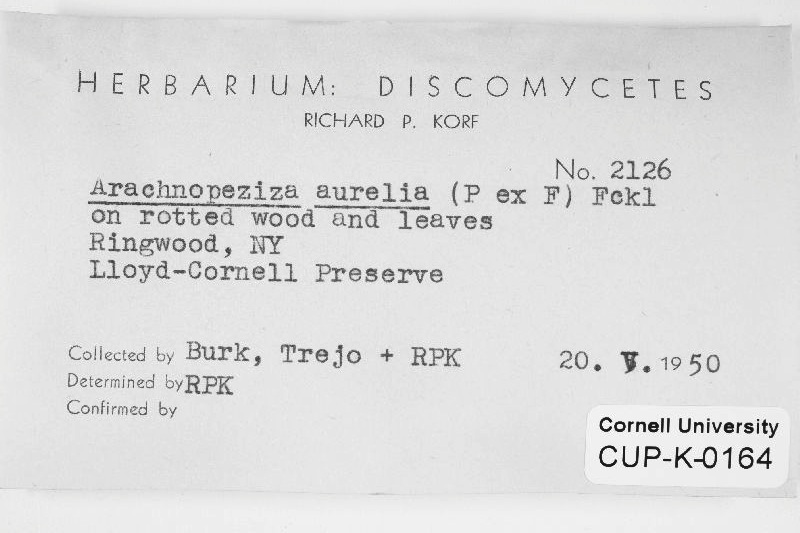 HERBARIUM: DISCOMYCETES
RICHARD P. KORF
No. 2126
Arachnopeziza aurelia (P ex F) Fckl
on rotted wood and leaves
Ringwood, NY
Lloyd-Cornell Preserve
Collected by Burk, Trejo + RPK 20. V. 1950
Determined by RPK
Confirmed by
Cornell University
CUP-K-0164